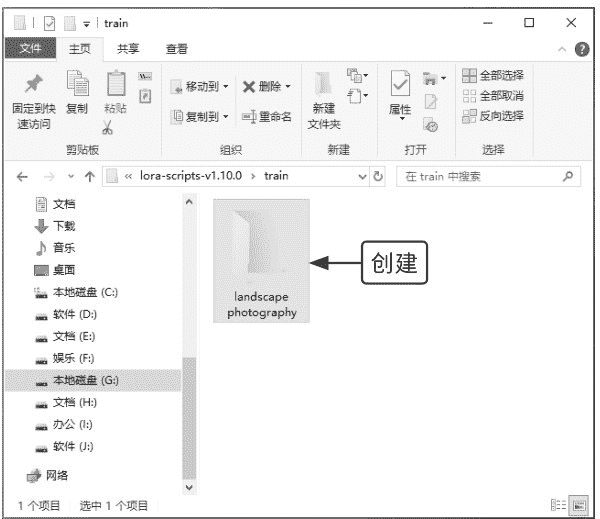 train
文件 主页 共享 查看
固定到快速访问 复制 粘贴 移动到 复制到 删除 重命名 新建文件夹 属性 全部选择 全部取消 反向选择
剪贴板 组织 新建 打开 选择
« lora-scripts-v1.10.0 › train 在 train 中搜索
文档
下载
音乐
桌面
本地磁盘 (C:)
软件 (D:)
文档 (E:)
娱乐 (F:)
本地磁盘 (G:)
文档 (H:)
办公 (I:)
软件 (J:)
网络
landscape
photography
创建
1 个项目 选中 1 个项目